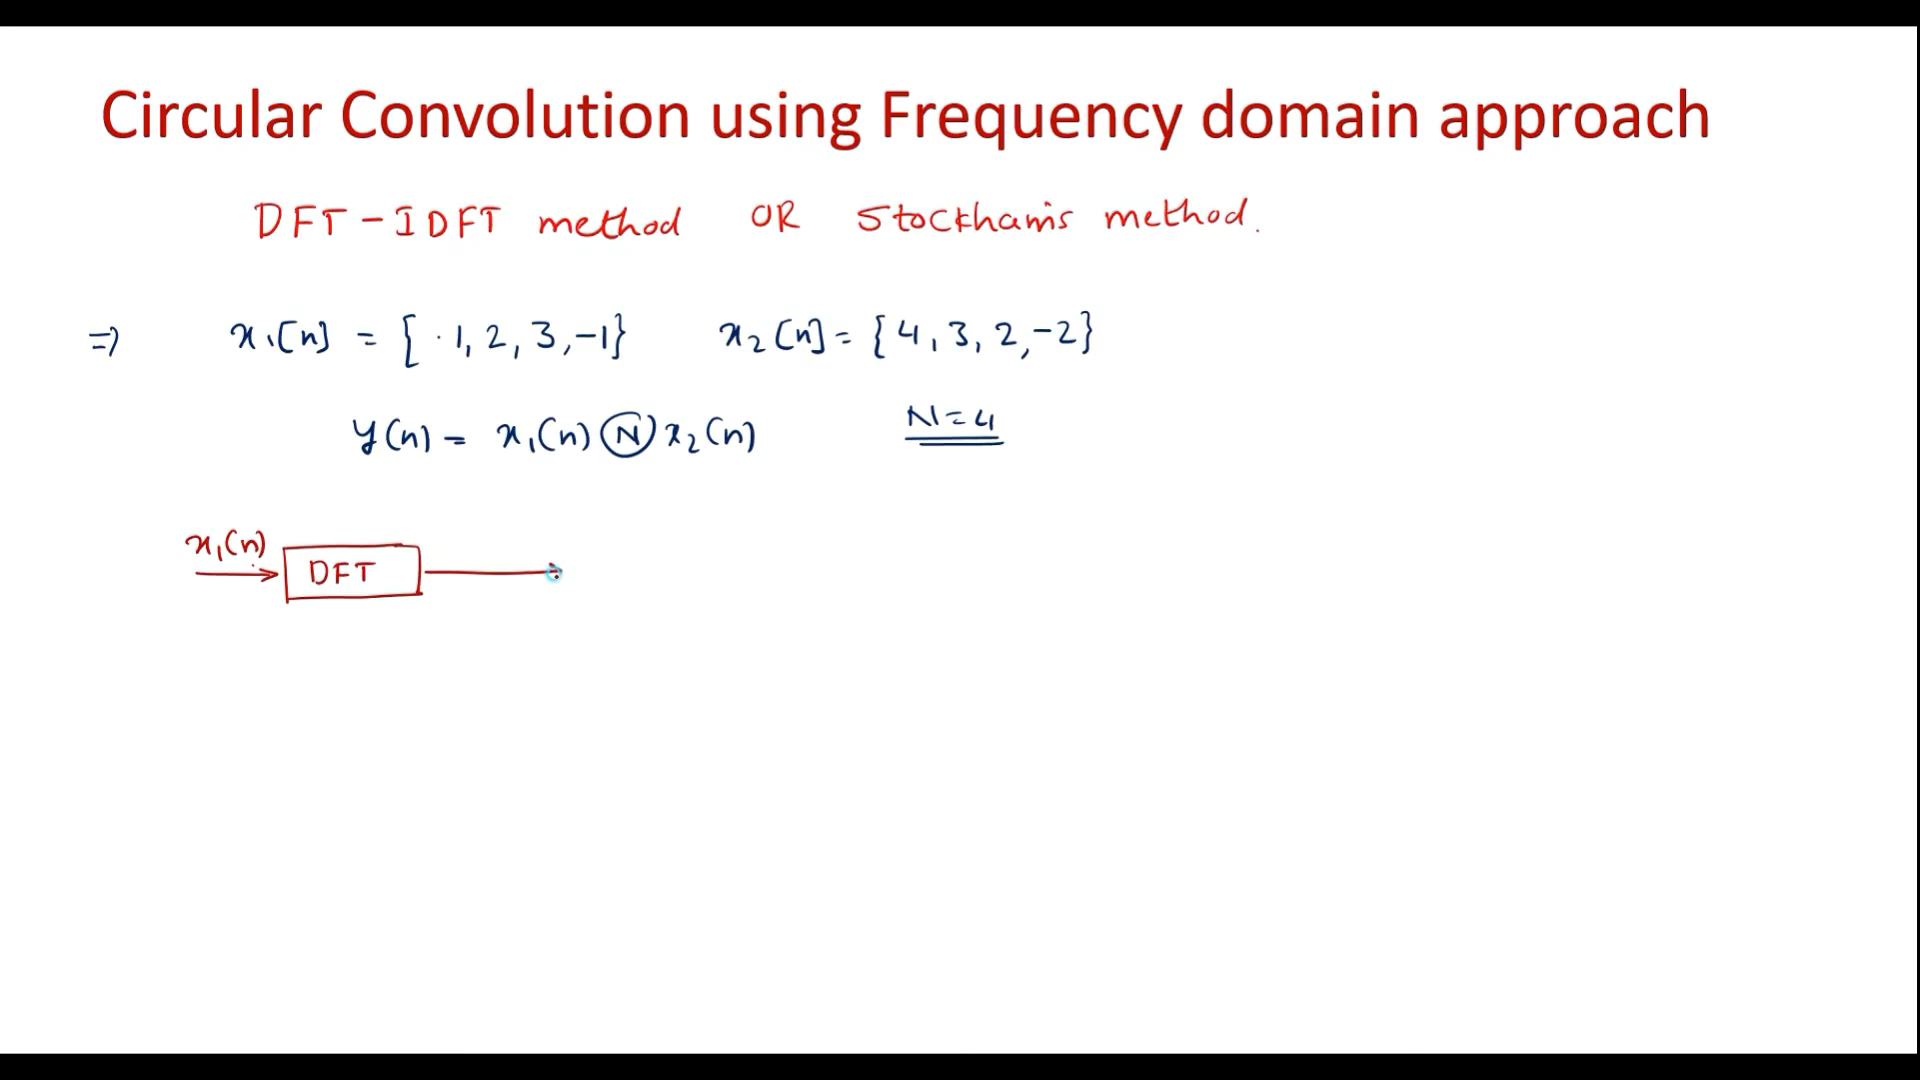 Circular Convolution using Frequency domain approach
DFT - IDFT method OR Stockham's method.
⇒ x₁[n] = { 1, 2, 3, -1} x₂[n] = {4, 3, 2, -2}
y(n) = x₁(n) Ⓝ x₂(n) N=4
x₁(n)
DFT